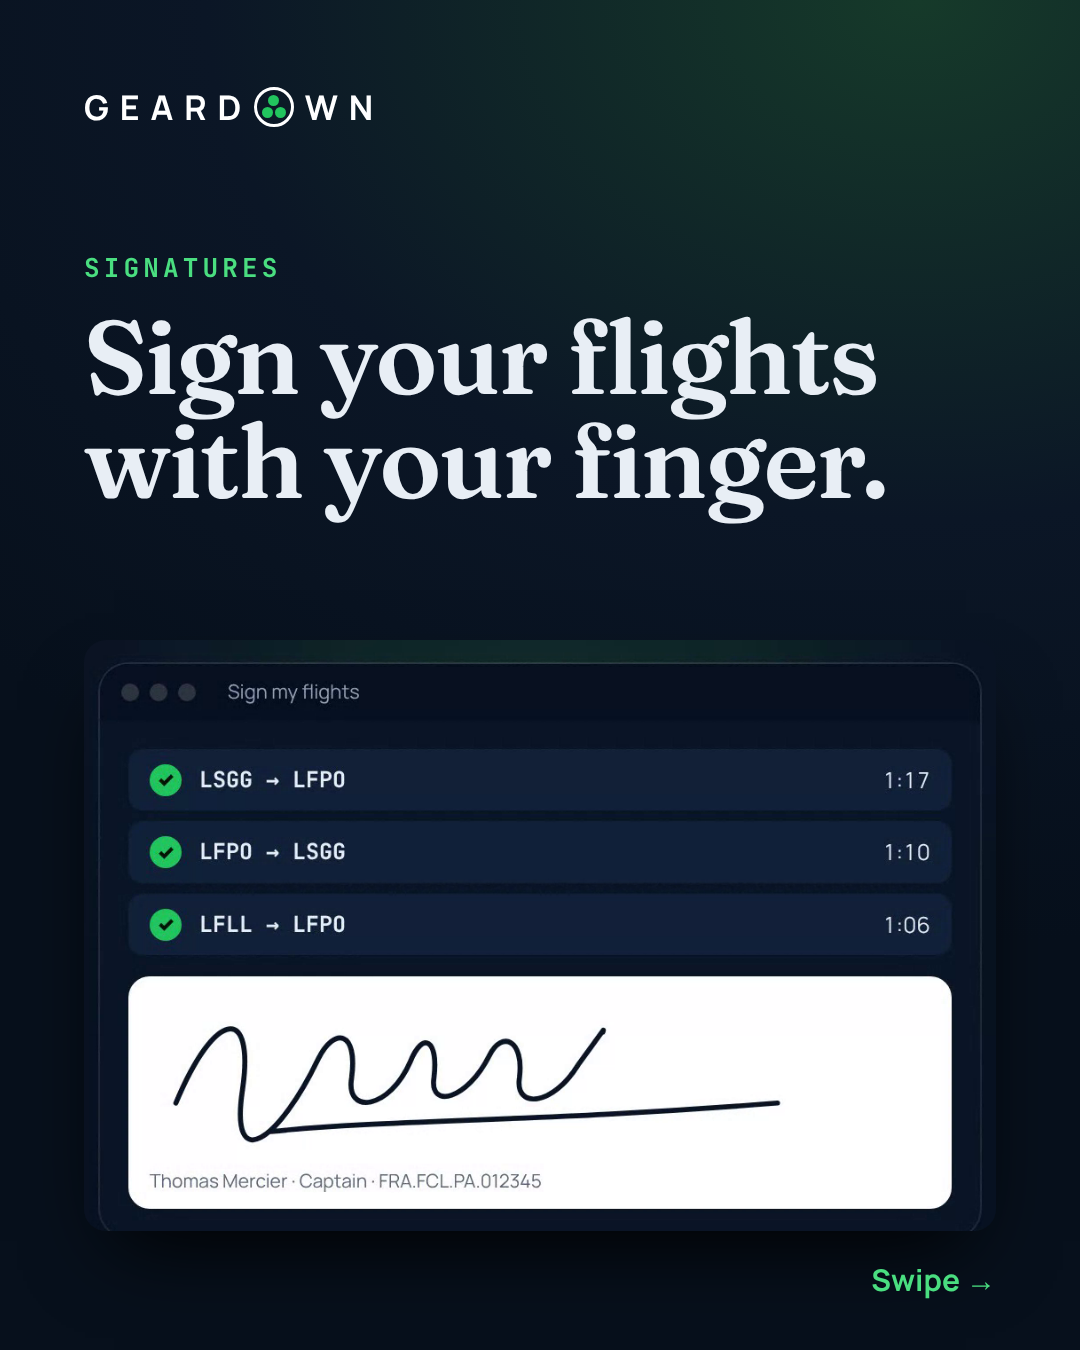 GEARDOWN
SIGNATURES
Sign your flights
with your finger.
Sign my flights
LSGG → LFPO 1:17
LFPO → LSGG 1:10
LFLL → LFPO 1:06
Thomas Mercier · Captain · FRA.FCL.PA.012345
Swipe →